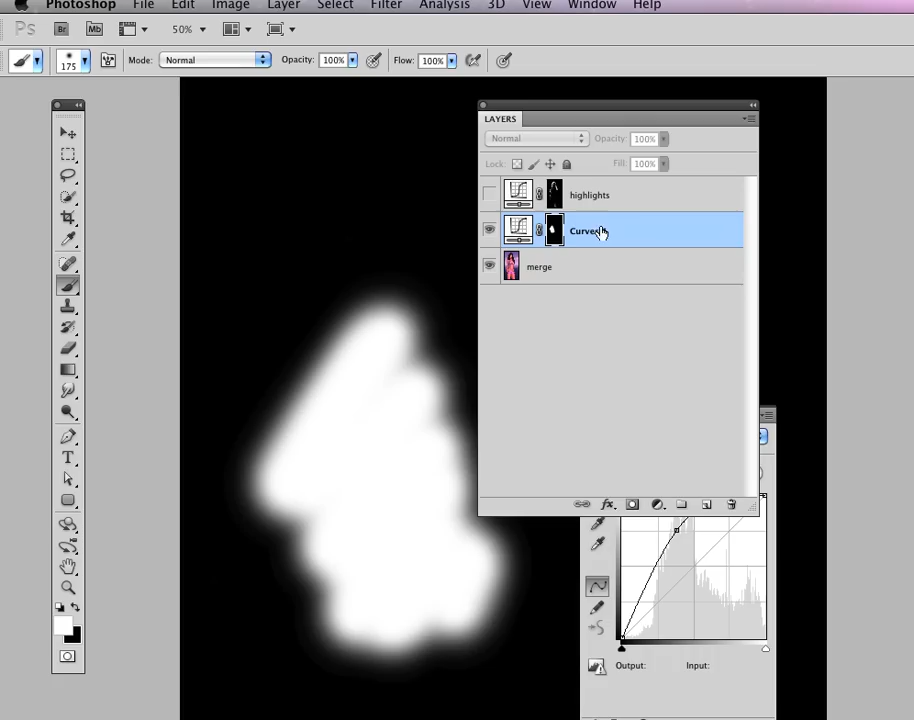 Photoshop File Edit Image Layer Select Filter Analysis 3D View Window Help
Ps Br Mb 50%
175 Mode: Normal Opacity: 100% Flow: 100%
LAYERS
Normal Opacity: 100%
Lock: Fill: 100%
highlights
merge
fx
T
Output: Input: